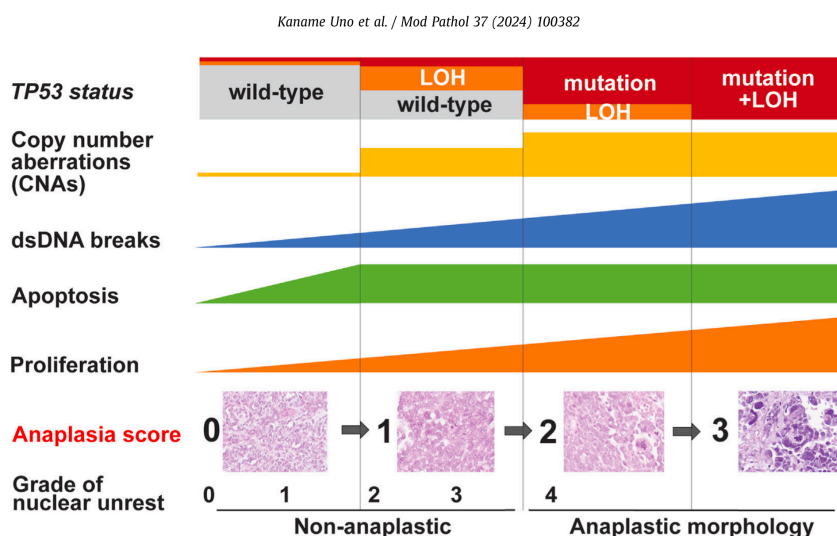 Kaname Uno et al. / Mod Pathol 37 (2024) 100382
TP53 status
wild-type
LOH
wild-type
mutation
LOH
mutation
+LOH
Copy number
aberrations
(CNAs)
dsDNA breaks
Apoptosis
Proliferation
Anaplasia score
0
1
2
3
Grade of
nuclear unrest
0 1 2 3 4
Non-anaplastic
Anaplastic morphology